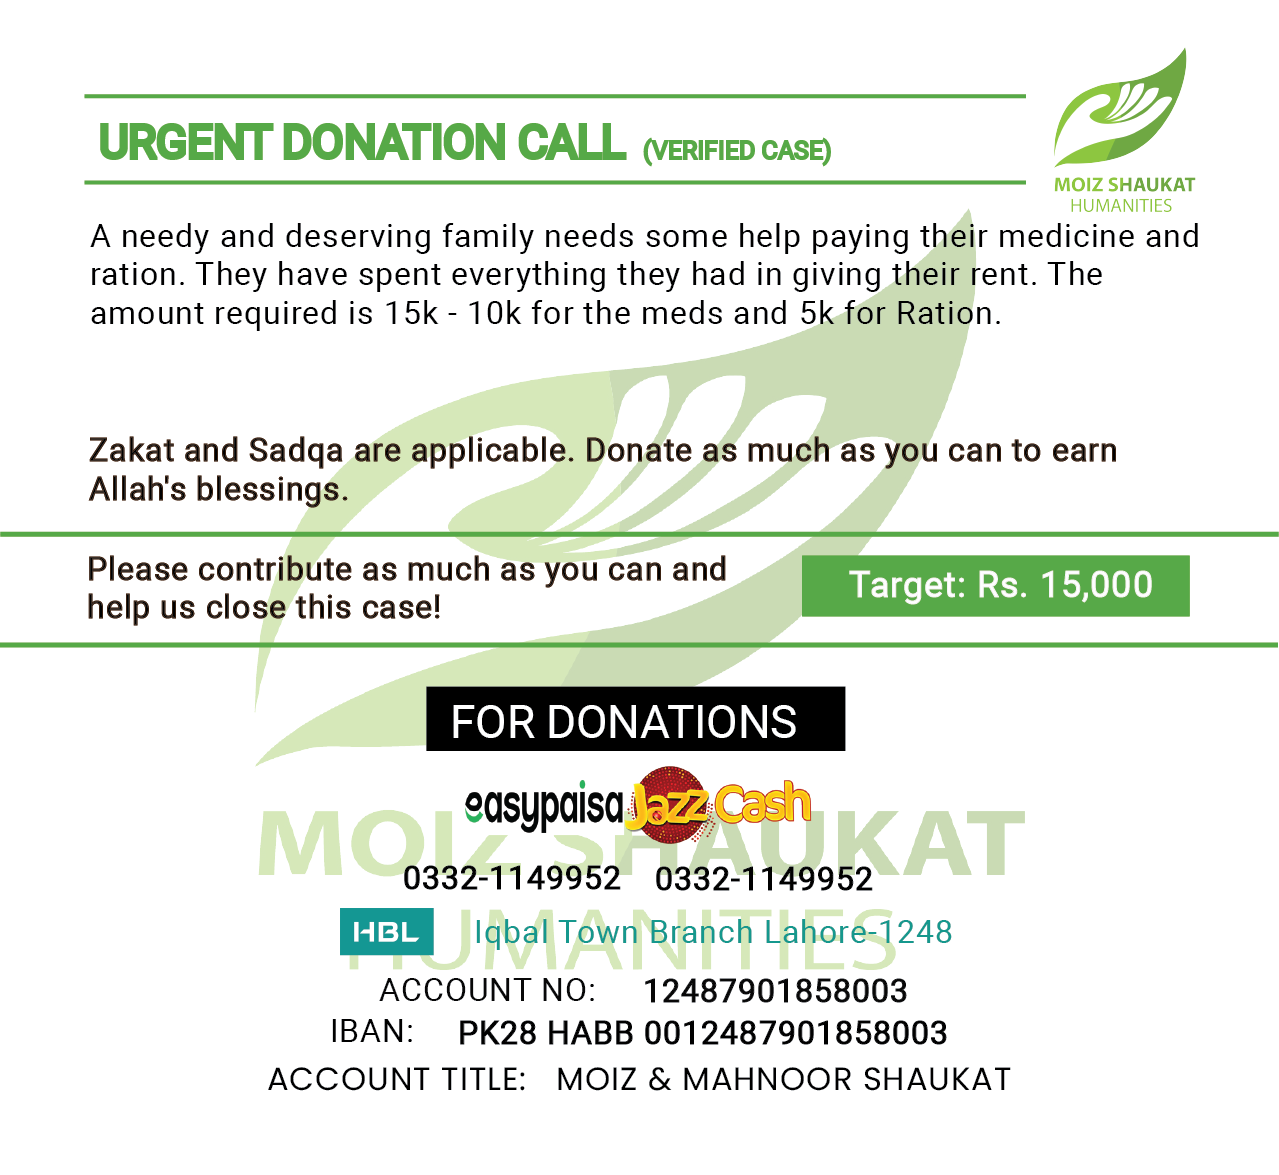 URGENT DONATION CALL (VERIFIED CASE)
MOIZ SHAUKAT
HUMANITIES
A needy and deserving family needs some help paying their medicine and
ration. They have spent everything they had in giving their rent. The
amount required is 15k - 10k for the meds and 5k for Ration.
Zakat and Sadqa are applicable. Donate as much as you can to earn
Allah's blessings.
Please contribute as much as you can and
help us close this case!
Target: Rs. 15,000
FOR DONATIONS
easypaisa JazzCash
MOIZ SHAUKAT
0332-1149952 0332-1149952
HBL Iqbal Town Branch Lahore-1248
HUMANITIES
ACCOUNT NO: 12487901858003
IBAN: PK28 HABB 0012487901858003
ACCOUNT TITLE: MOIZ & MAHNOOR SHAUKAT